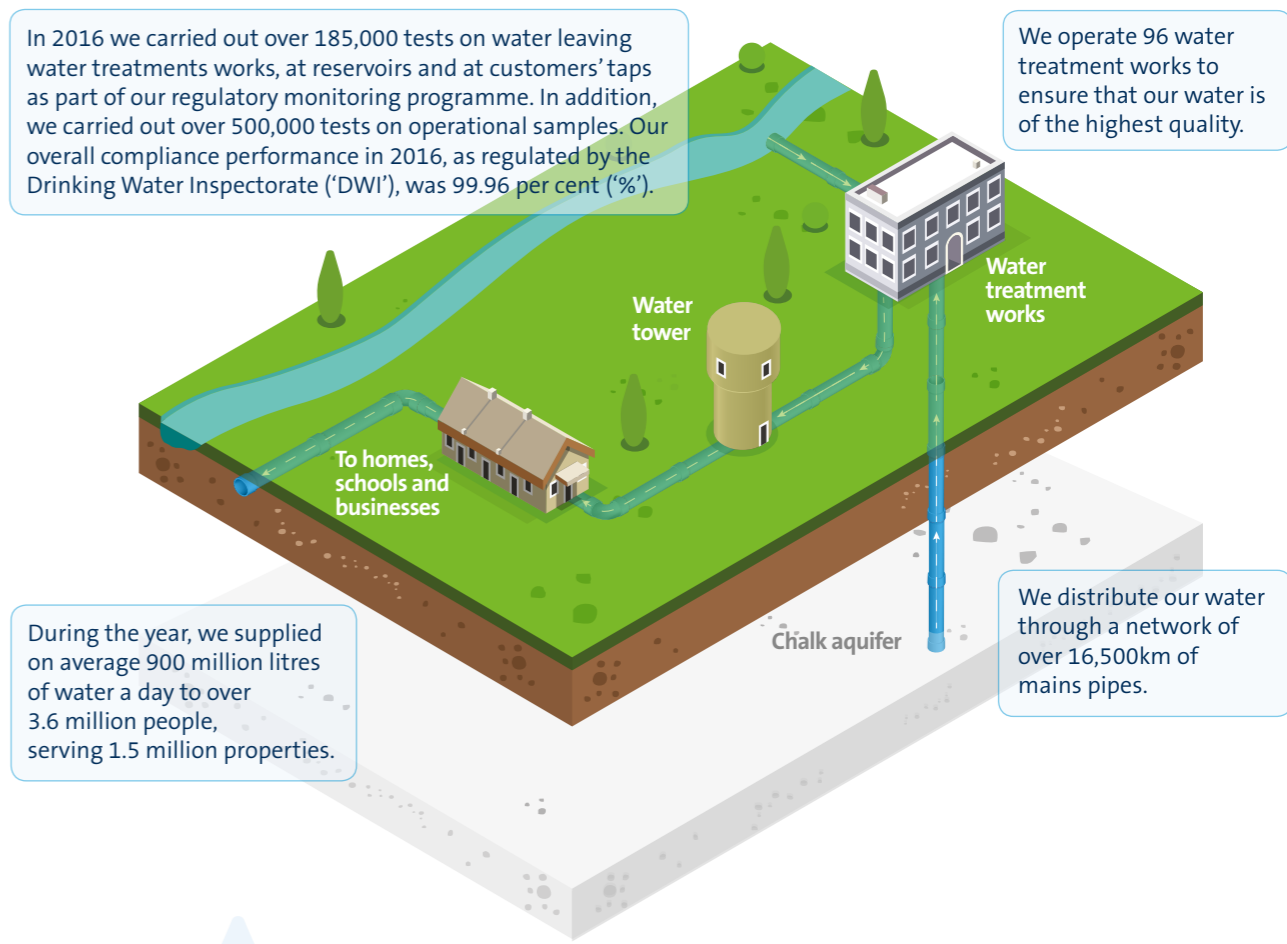 In 2016 we carried out over 185,000 tests on water leaving
water treatments works, at reservoirs and at customers’ taps
as part of our regulatory monitoring programme. In addition,
we carried out over 500,000 tests on operational samples. Our
overall compliance performance in 2016, as regulated by the
Drinking Water Inspectorate (‘DWI’), was 99.96 per cent (‘%’).
We operate 96 water
treatment works to
ensure that our water is
of the highest quality.
Water
treatment
works
Water
tower
To homes,
schools and
businesses
Chalk aquifer
During the year, we supplied
on average 900 million litres
of water a day to over
3.6 million people,
serving 1.5 million properties.
We distribute our water
through a network of
over 16,500km of
mains pipes.